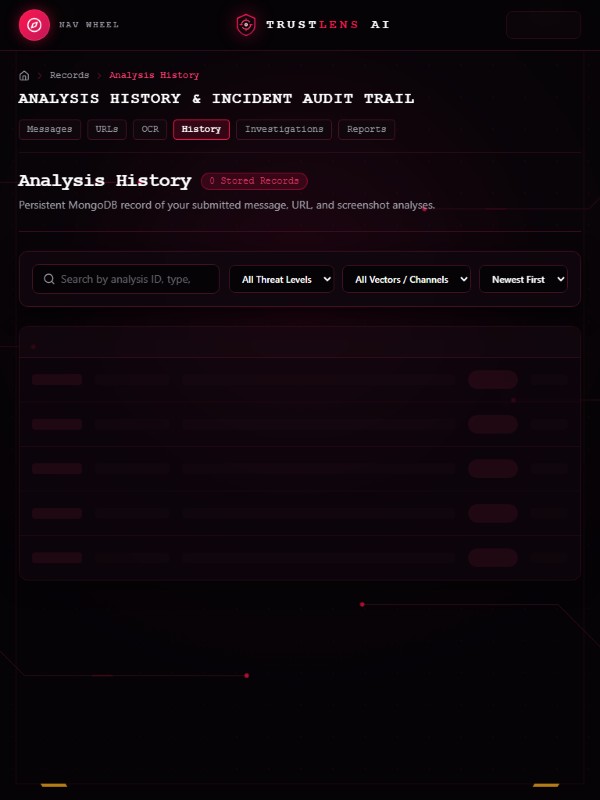 NAV WHEEL
TRUSTLENS AI
Records > Analysis History
ANALYSIS HISTORY & INCIDENT AUDIT TRAIL
Messages URLs OCR History Investigations Reports
Analysis History 0 Stored Records
Persistent MongoDB record of your submitted message, URL, and screenshot analyses.
Search by analysis ID, type, All Threat Levels All Vectors / Channels Newest First